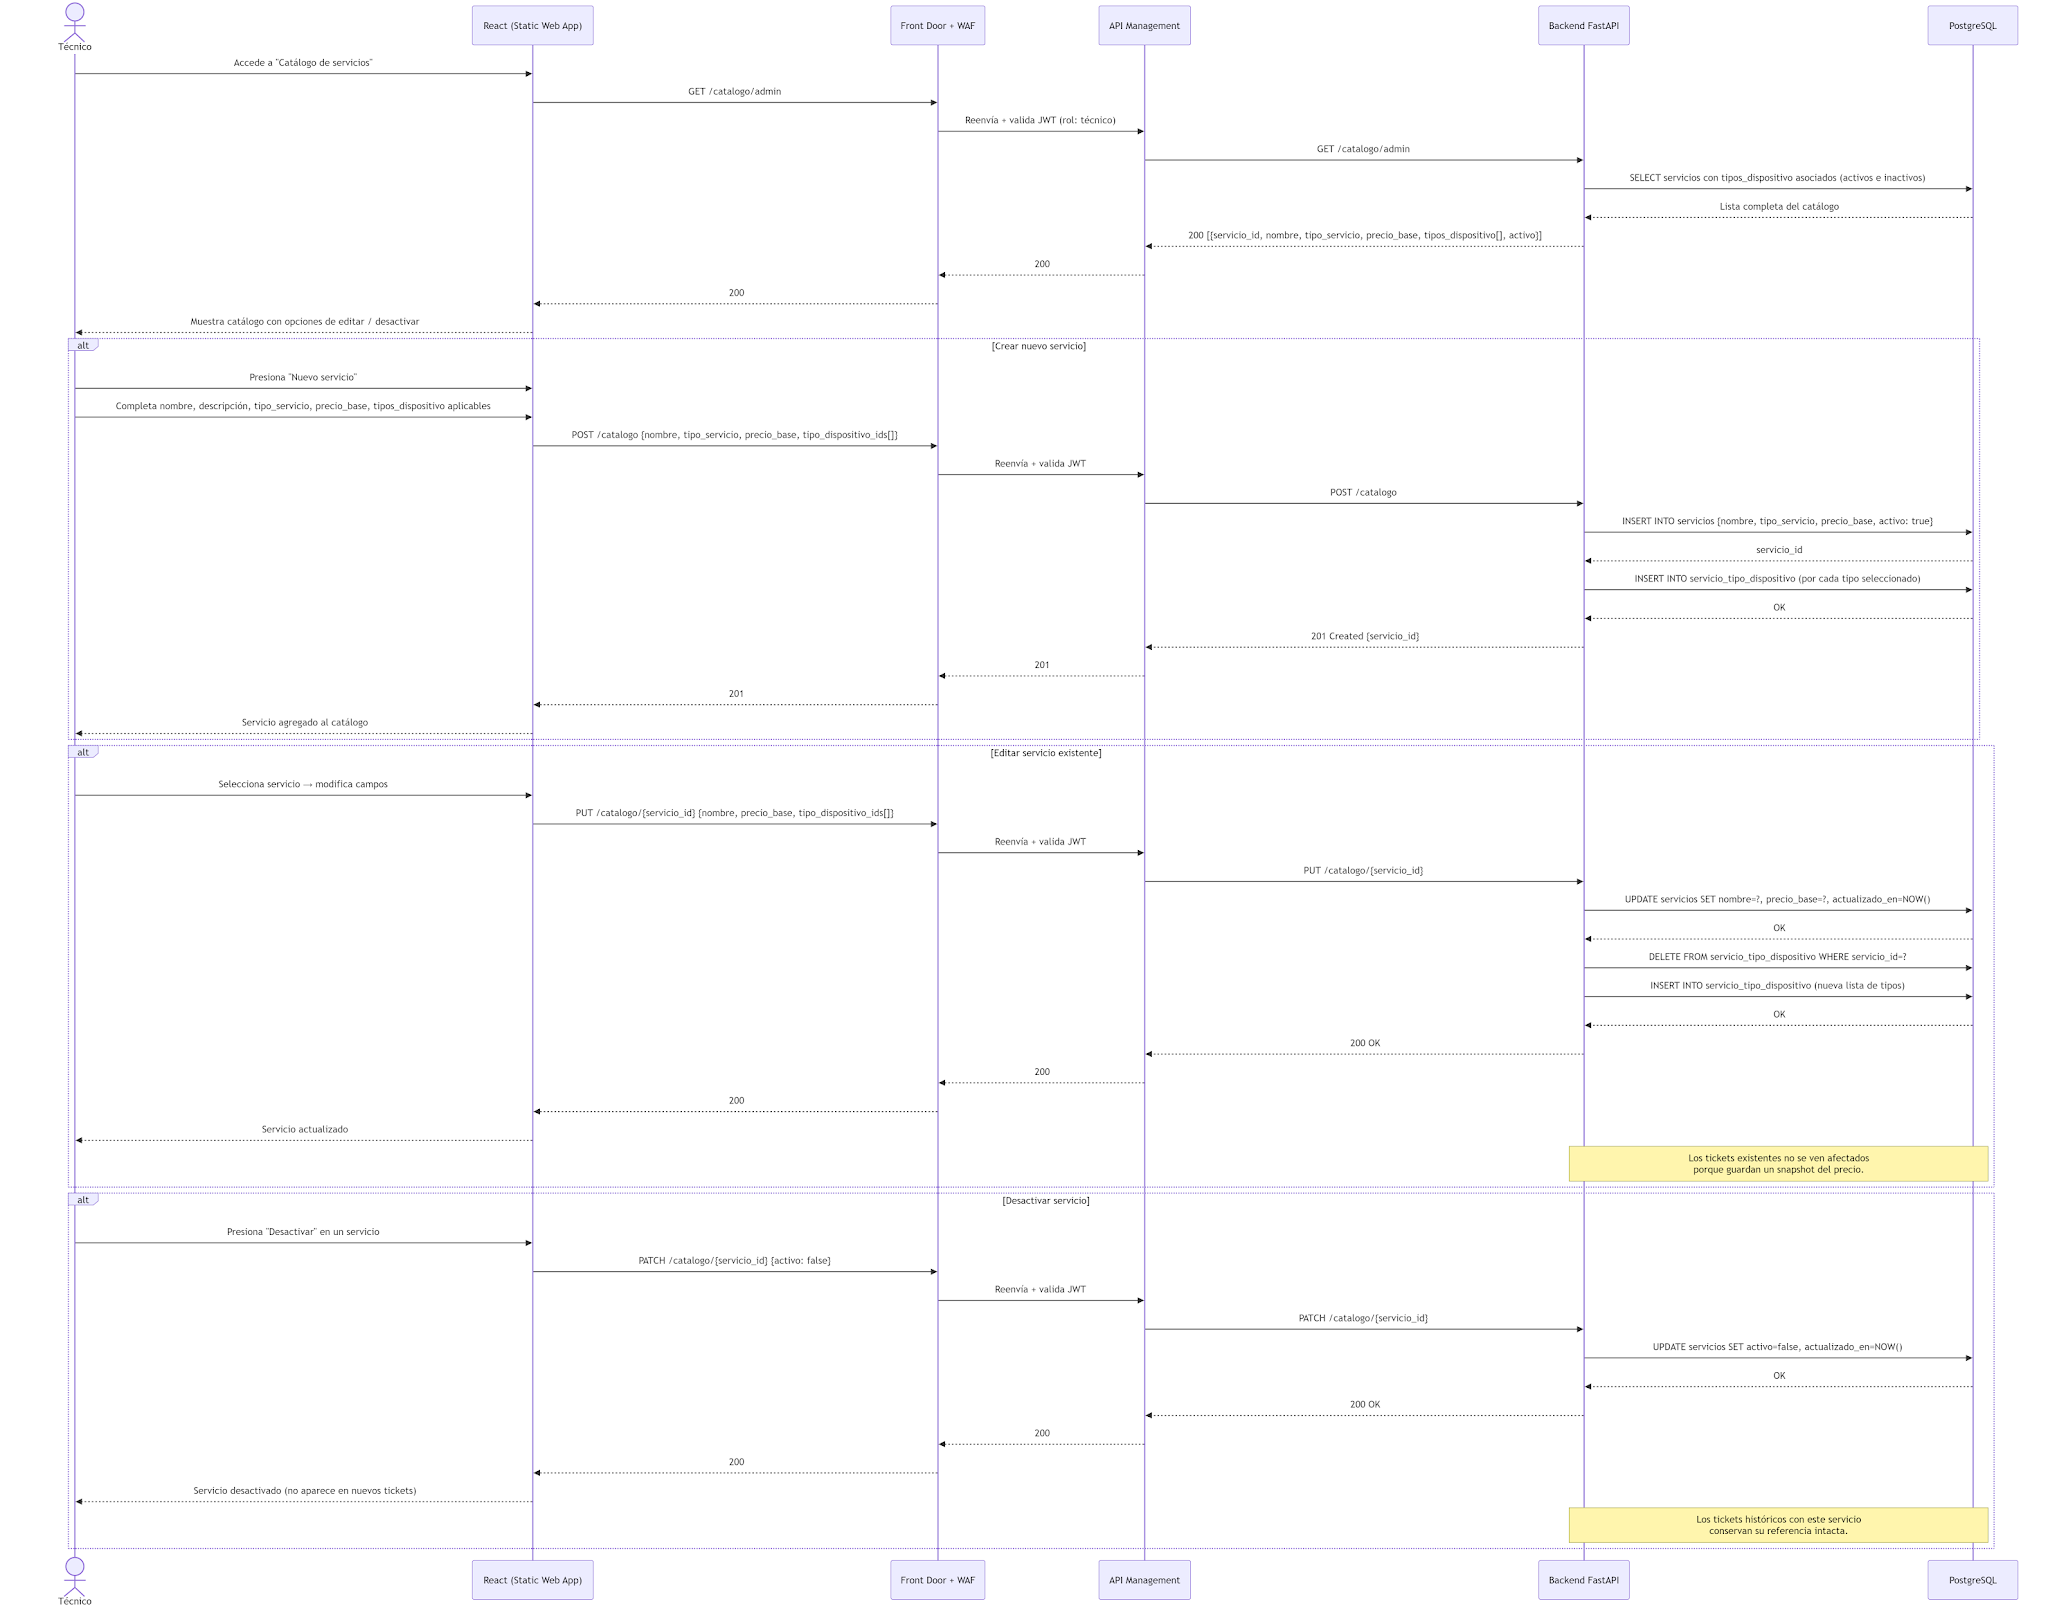 Técnico
React (Static Web App)
Front Door + WAF
API Management
Backend FastAPI
PostgreSQL
Accede a "Catálogo de servicios"
GET /catalogo/admin
Reenvía + valida JWT (rol: técnico)
GET /catalogo/admin
SELECT servicios con tipos_dispositivo asociados (activos e inactivos)
Lista completa del catálogo
200 [{servicio_id, nombre, tipo_servicio, precio_base, tipos_dispositivo[], activo}]
200
200
Muestra catálogo con opciones de editar / desactivar
alt
[Crear nuevo servicio]
Presiona "Nuevo servicio"
Completa nombre, descripción, tipo_servicio, precio_base, tipos_dispositivo aplicables
POST /catalogo {nombre, tipo_servicio, precio_base, tipo_dispositivo_ids[]}
Reenvía + valida JWT
POST /catalogo
INSERT INTO servicios {nombre, tipo_servicio, precio_base, activo: true}
servicio_id
INSERT INTO servicio_tipo_dispositivo (por cada tipo seleccionado)
OK
201 Created {servicio_id}
201
201
Servicio agregado al catálogo
alt
[Editar servicio existente]
Selecciona servicio → modifica campos
PUT /catalogo/{servicio_id} {nombre, precio_base, tipo_dispositivo_ids[]}
Reenvía + valida JWT
PUT /catalogo/{servicio_id}
UPDATE servicios SET nombre=?, precio_base=?, actualizado_en=NOW()
OK
DELETE FROM servicio_tipo_dispositivo WHERE servicio_id=?
INSERT INTO servicio_tipo_dispositivo (nueva lista de tipos)
OK
200 OK
200
200
Servicio actualizado
Los tickets existentes no se ven afectados
porque guardan un snapshot del precio.
alt
[Desactivar servicio]
Presiona "Desactivar" en un servicio
PATCH /catalogo/{servicio_id} {activo: false}
Reenvía + valida JWT
PATCH /catalogo/{servicio_id}
UPDATE servicios SET activo=false, actualizado_en=NOW()
OK
200 OK
200
200
Servicio desactivado (no aparece en nuevos tickets)
Los tickets históricos con este servicio
conservan su referencia intacta.
Técnico
React (Static Web App)
Front Door + WAF
API Management
Backend FastAPI
PostgreSQL